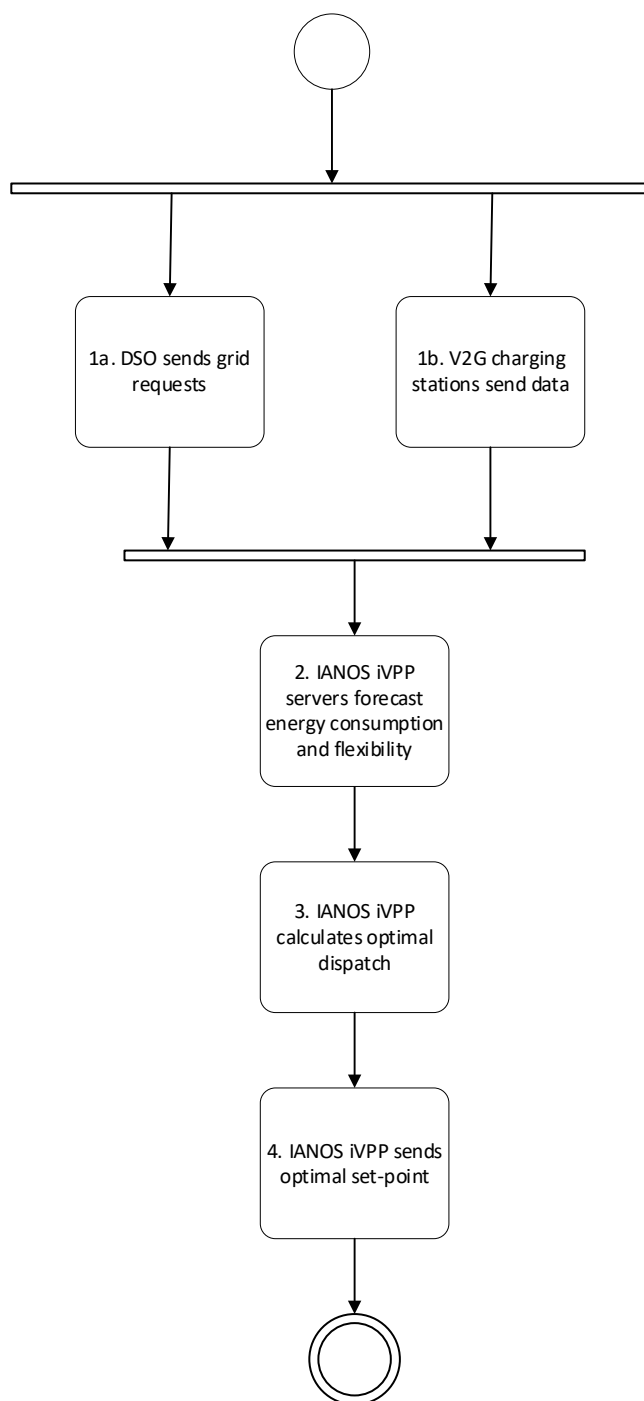 1a. DSO sends grid
requests
1b. V2G charging
stations send data
2. IANOS iVPP
servers forecast
energy consumption
and flexibility
3. IANOS iVPP
calculates optimal
dispatch
4. IANOS iVPP sends
optimal set-point